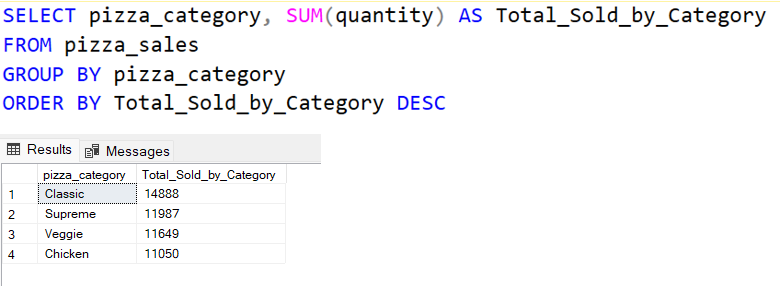 SELECT pizza_category, SUM(quantity) AS Total_Sold_by_Category
FROM pizza_sales
GROUP BY pizza_category
ORDER BY Total_Sold_by_Category DESC
Results Messages
pizza_category Total_Sold_by_Category
1 Classic 14888
2 Supreme 11987
3 Veggie 11649
4 Chicken 11050